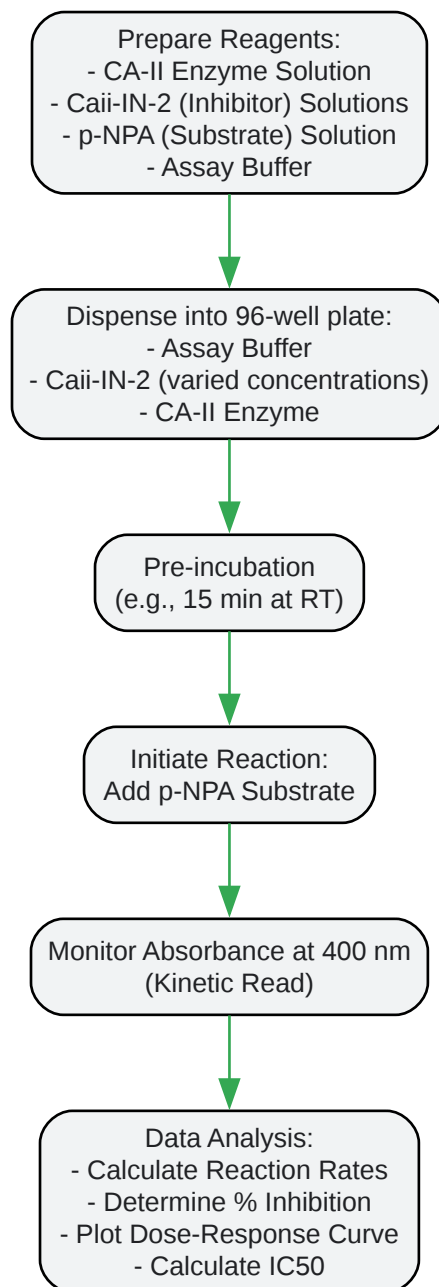 Prepare Reagents:
- CA-II Enzyme Solution
- Caii-IN-2 (Inhibitor) Solutions
- p-NPA (Substrate) Solution
- Assay Buffer
Dispense into 96-well plate:
- Assay Buffer
- Caii-IN-2 (varied concentrations)
- CA-II Enzyme
Pre-incubation
(e.g., 15 min at RT)
Initiate Reaction:
Add p-NPA Substrate
Monitor Absorbance at 400 nm
(Kinetic Read)
Data Analysis:
- Calculate Reaction Rates
- Determine % Inhibition
- Plot Dose-Response Curve
- Calculate IC50